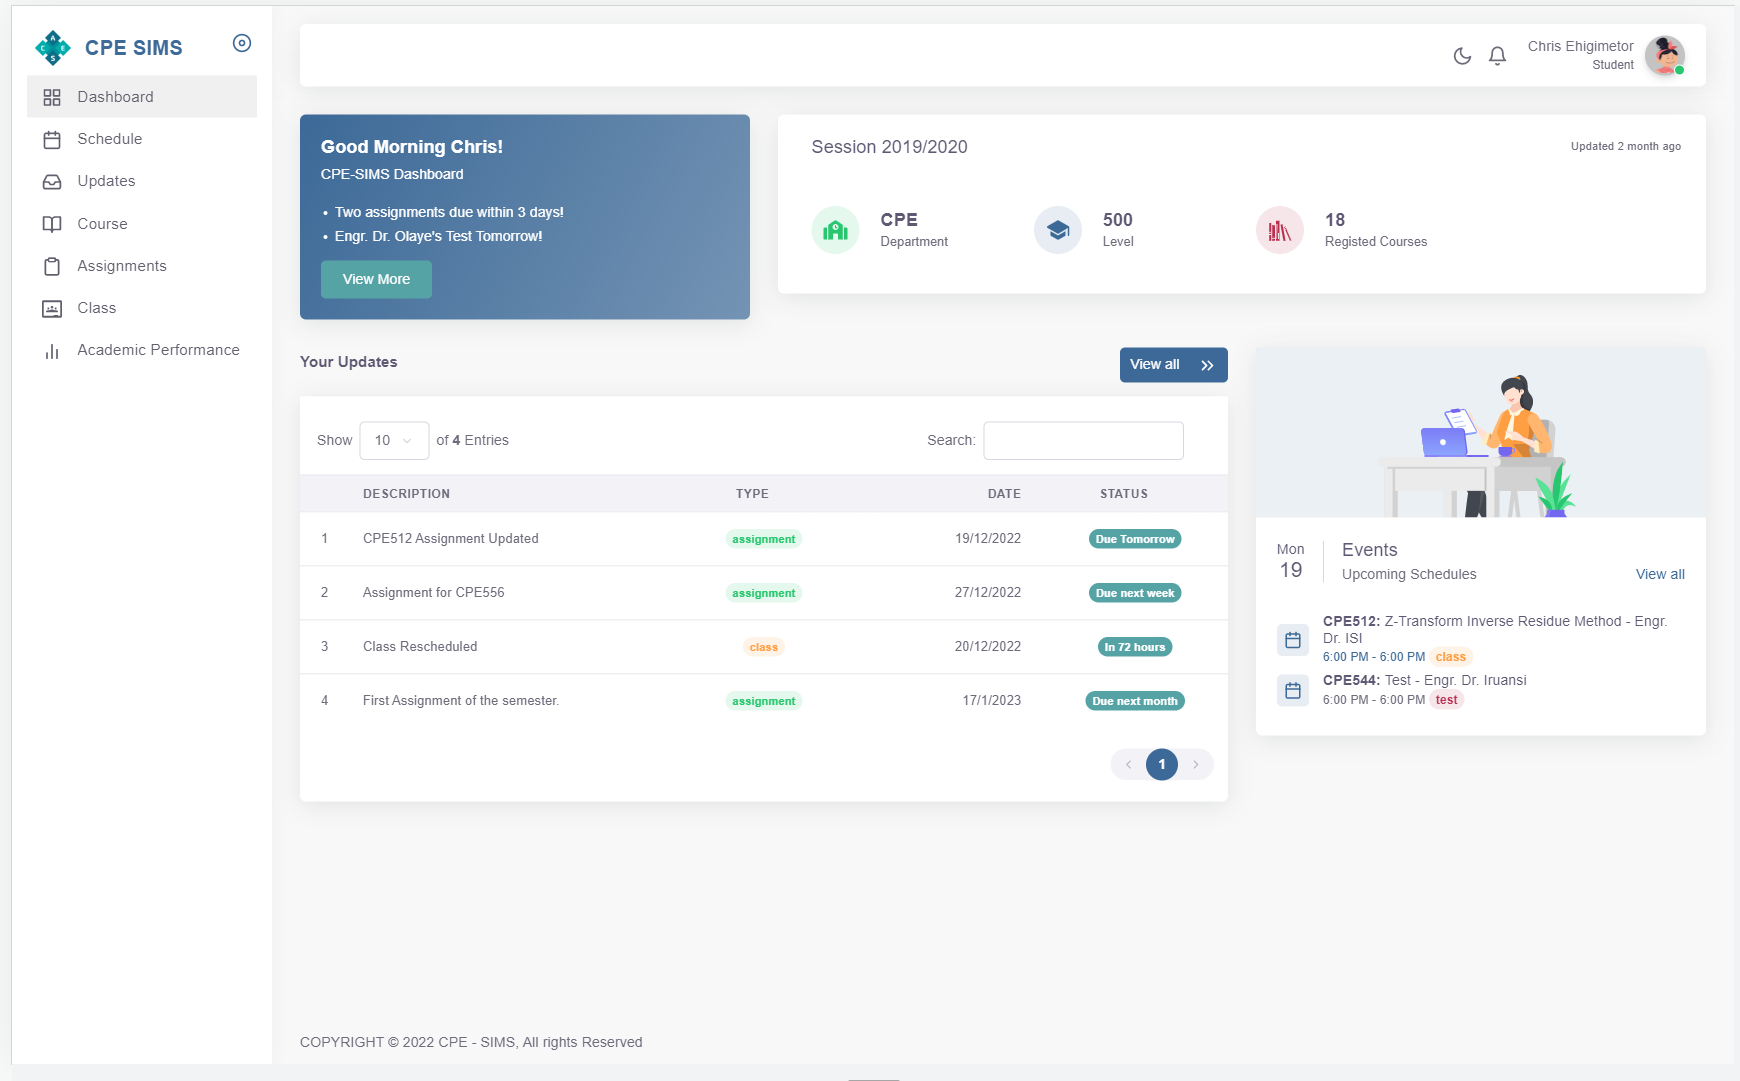 CPE SIMS
Dashboard
Schedule
Updates
Course
Assignments
Class
Academic Performance
Chris Ehigimetor
Student
Good Morning Chris!
CPE-SIMS Dashboard
• Two assignments due within 3 days!
• Engr. Dr. Olaye's Test Tomorrow!
View More
Session 2019/2020
Updated 2 month ago
CPE
Department
500
Level
18
Registed Courses
Your Updates
View all
Show 10 of 4 Entries
Search:
DESCRIPTION TYPE DATE STATUS
1 CPE512 Assignment Updated assignment 19/12/2022 Due Tomorrow
2 Assignment for CPE556 assignment 27/12/2022 Due next week
3 Class Rescheduled class 20/12/2022 In 72 hours
4 First Assignment of the semester. assignment 17/1/2023 Due next month
1
Mon
19
Events
Upcoming Schedules
View all
CPE512: Z-Transform Inverse Residue Method - Engr.
Dr. ISI
6:00 PM - 6:00 PM class
CPE544: Test - Engr. Dr. Iruansi
6:00 PM - 6:00 PM test
COPYRIGHT © 2022 CPE - SIMS, All rights Reserved